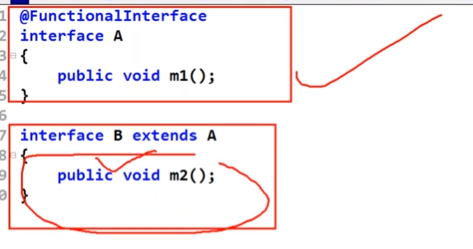 1 @FunctionalInterface
2 interface A
3 {
4 public void m1();
5 }
6
7 interface B extends A
8 {
9 public void m2();
0 }